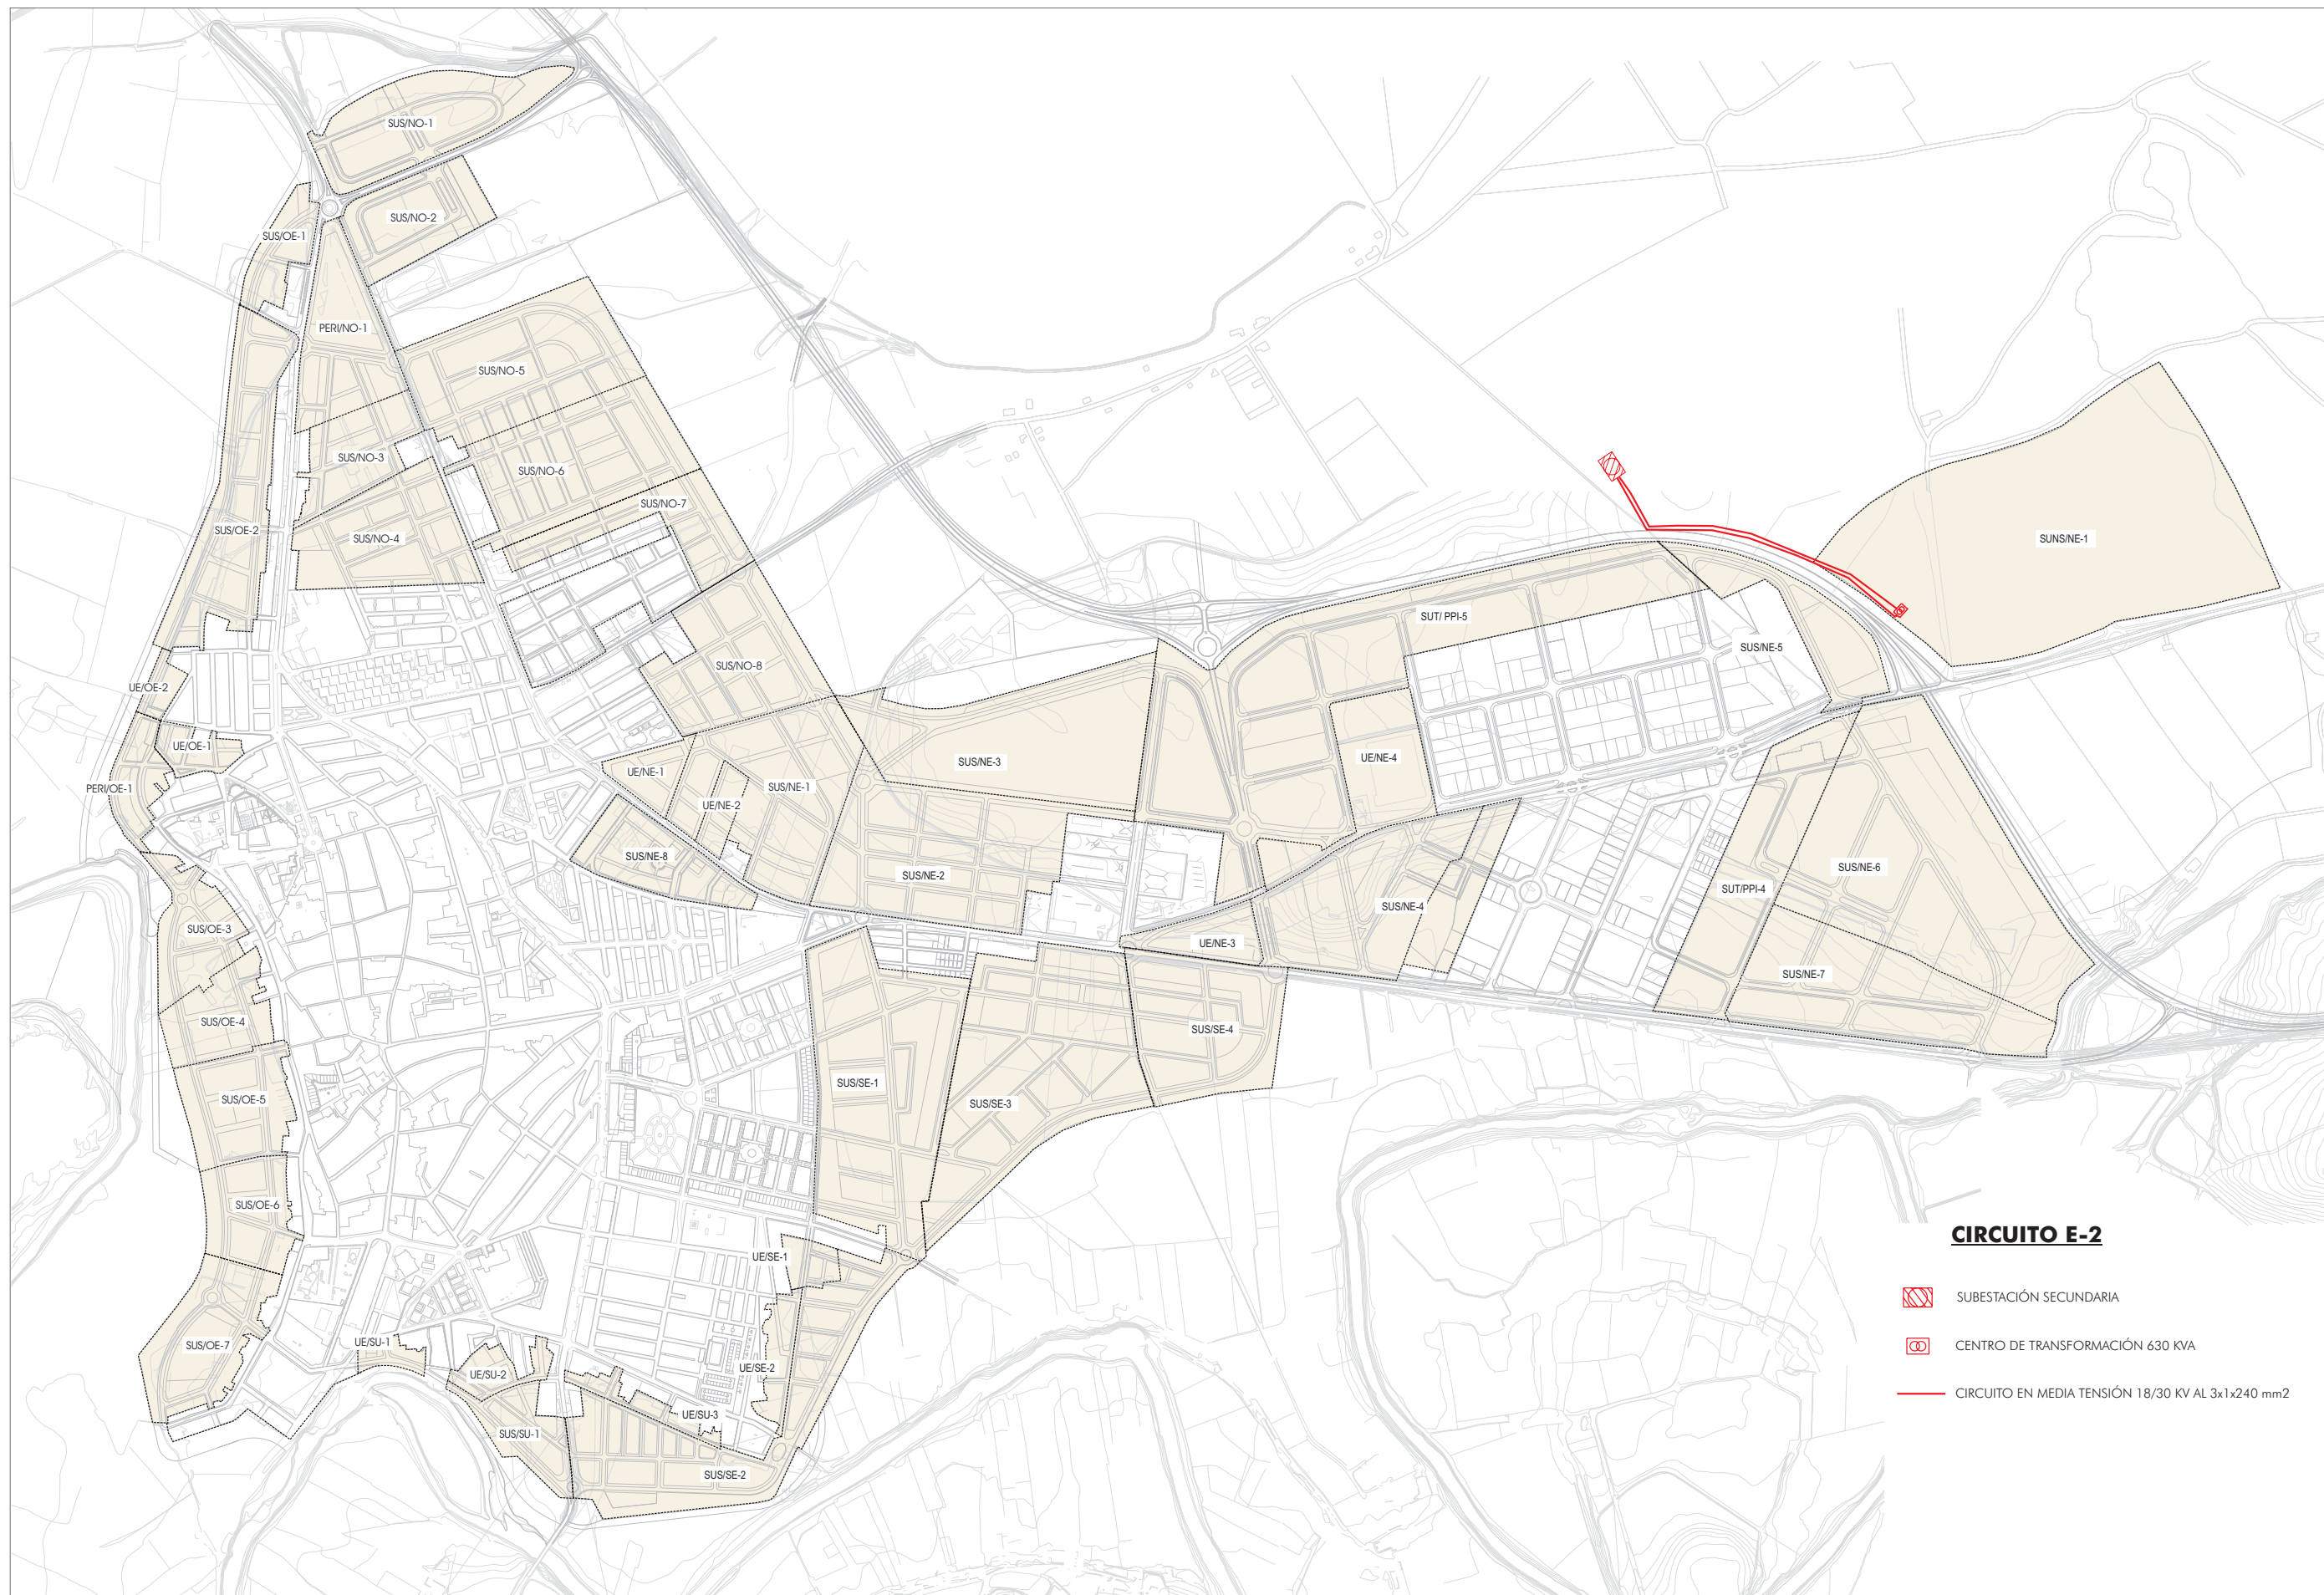 SUS/NO-1
SUS/NO-2
SUS/OE-1
PERI/NO-1
SUS/NO-5
SUS/NO-3
SUS/NO-6
SUS/NO-7
SUS/OE-2
SUS/NO-4
SUNS/NE-1
SUT/ PPI-5
SUS/NE-5
SUS/NO-8
UE/OE-2
UE/OE-1
SUS/NE-3
UE/NE-4
UE/NE-1
PERI/OE-1
SUS/NE-1
UE/NE-2
SUS/NE-8
SUS/NE-2
SUS/NE-6
SUT/PPI-4
SUS/NE-4
SUS/OE-3
UE/NE-3
SUS/NE-7
SUS/OE-4
SUS/SE-4
SUS/SE-1
SUS/OE-5
SUS/SE-3
SUS/OE-6
CIRCUITO E-2
UE/SE-1
SUBESTACIÓN SECUNDARIA
UE/SU-1
SUS/OE-7
CENTRO DE TRANSFORMACIÓN 630 KVA
UE/SE-2
UE/SU-2
CIRCUITO EN MEDIA TENSIÓN 18/30 KV AL 3x1x240 mm2
UE/SU-3
SUS/SU-1
SUS/SE-2